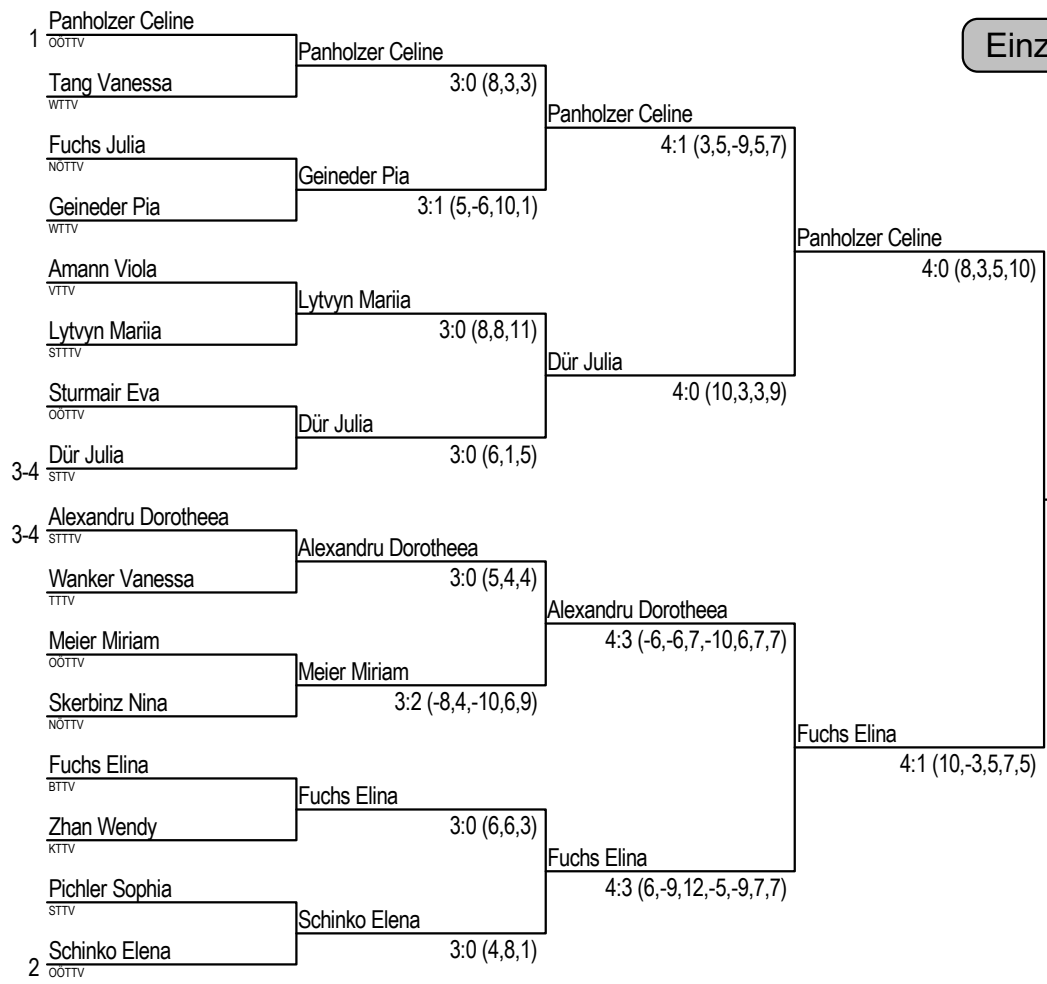 Einz
1 Panholzer Celine
OÖTTV
Tang Vanessa
WTTV
Fuchs Julia
NÖTTV
Geineder Pia
WTTV
Amann Viola
VTTV
Lytvyn Mariia
STTTV
Sturmair Eva
OÖTTV
3-4 Dür Julia
STTV
3-4 Alexandru Dorotheea
STTTV
Wanker Vanessa
TTTV
Meier Miriam
OÖTTV
Skerbinz Nina
NÖTTV
Fuchs Elina
BTTV
Zhan Wendy
KTTV
Pichler Sophia
STTV
2 Schinko Elena
OÖTTV
Panholzer Celine
3:0 (8,3,3)
Geineder Pia
3:1 (5,-6,10,1)
Lytvyn Mariia
3:0 (8,8,11)
Dür Julia
3:0 (6,1,5)
Alexandru Dorotheea
3:0 (5,4,4)
Meier Miriam
3:2 (-8,4,-10,6,9)
Fuchs Elina
3:0 (6,6,3)
Schinko Elena
3:0 (4,8,1)
Panholzer Celine
4:1 (3,5,-9,5,7)
Dür Julia
4:0 (10,3,3,9)
Alexandru Dorotheea
4:3 (-6,-6,7,-10,6,7,7)
Fuchs Elina
4:3 (6,-9,12,-5,-9,7,7)
Panholzer Celine
4:0 (8,3,5,10)
Fuchs Elina
4:1 (10,-3,5,7,5)